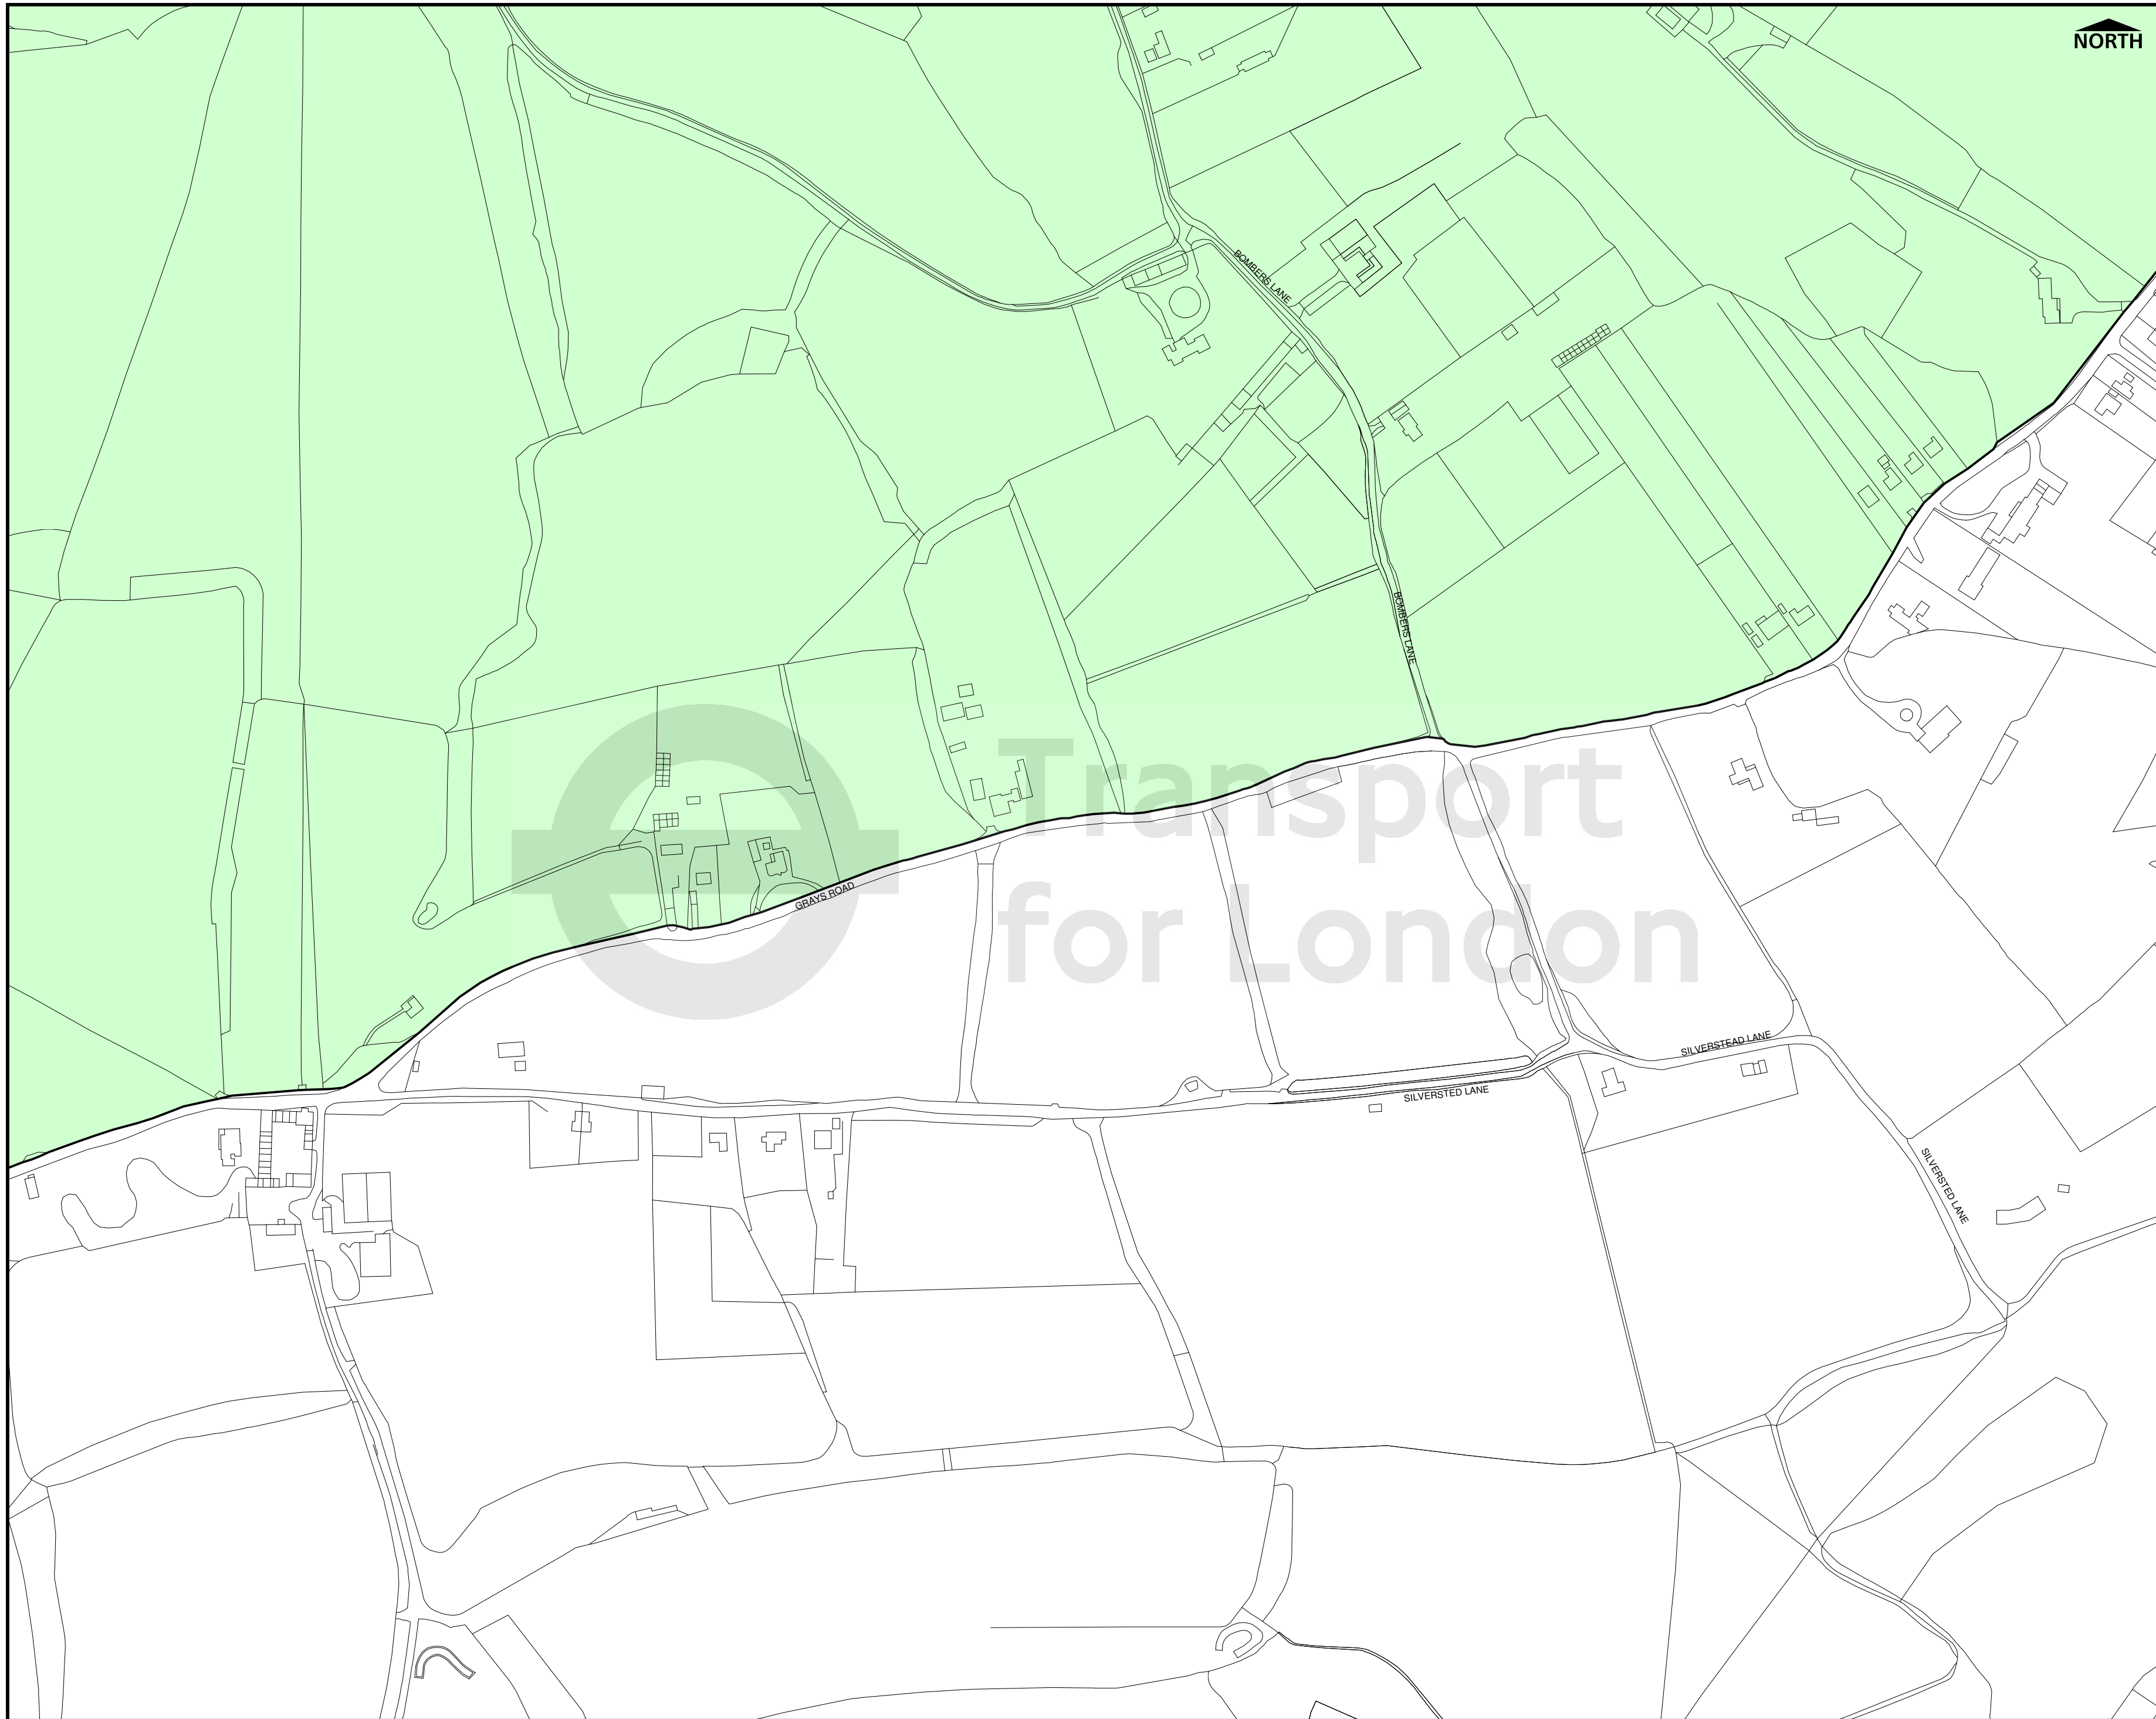 NORTH
BOMBERS LANE
BOMBERS LANE
Transport
for London
GRAYS ROAD
SILVERSTEAD LANE
SILVERSTED LANE
SILVERSTED LANE